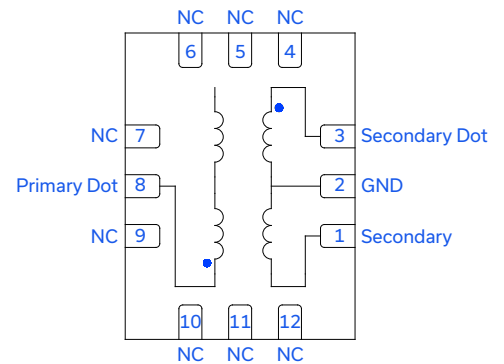 NC NC NC
6 5 4
NC 7 3 Secondary Dot
Primary Dot 8 2 GND
NC 9 1 Secondary
10 11 12
NC NC NC